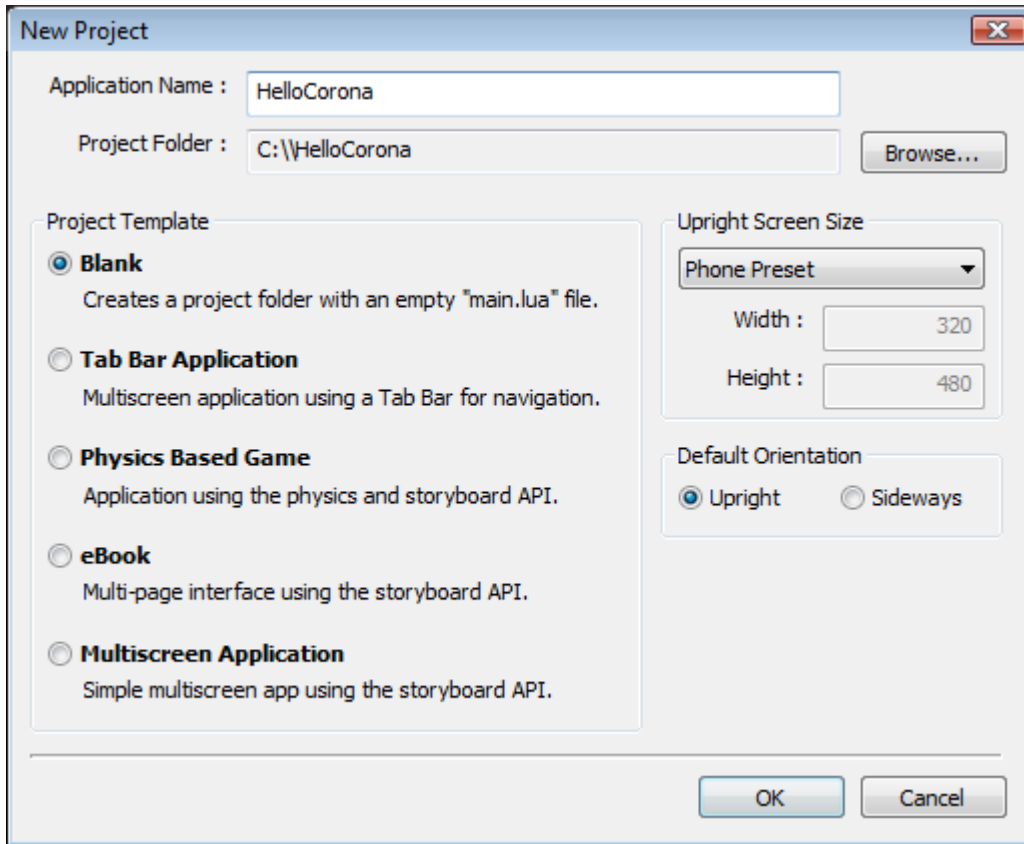 New Project
Application Name :
HelloCorona
Project Folder :
C:\\HelloCorona
Browse...
Project Template
Blank
Creates a project folder with an empty "main.lua" file.
Tab Bar Application
Multiscreen application using a Tab Bar for navigation.
Physics Based Game
Application using the physics and storyboard API.
eBook
Multi-page interface using the storyboard API.
Multiscreen Application
Simple multiscreen app using the storyboard API.
Upright Screen Size
Phone Preset
Width :
320
Height :
480
Default Orientation
Upright
Sideways
OK
Cancel